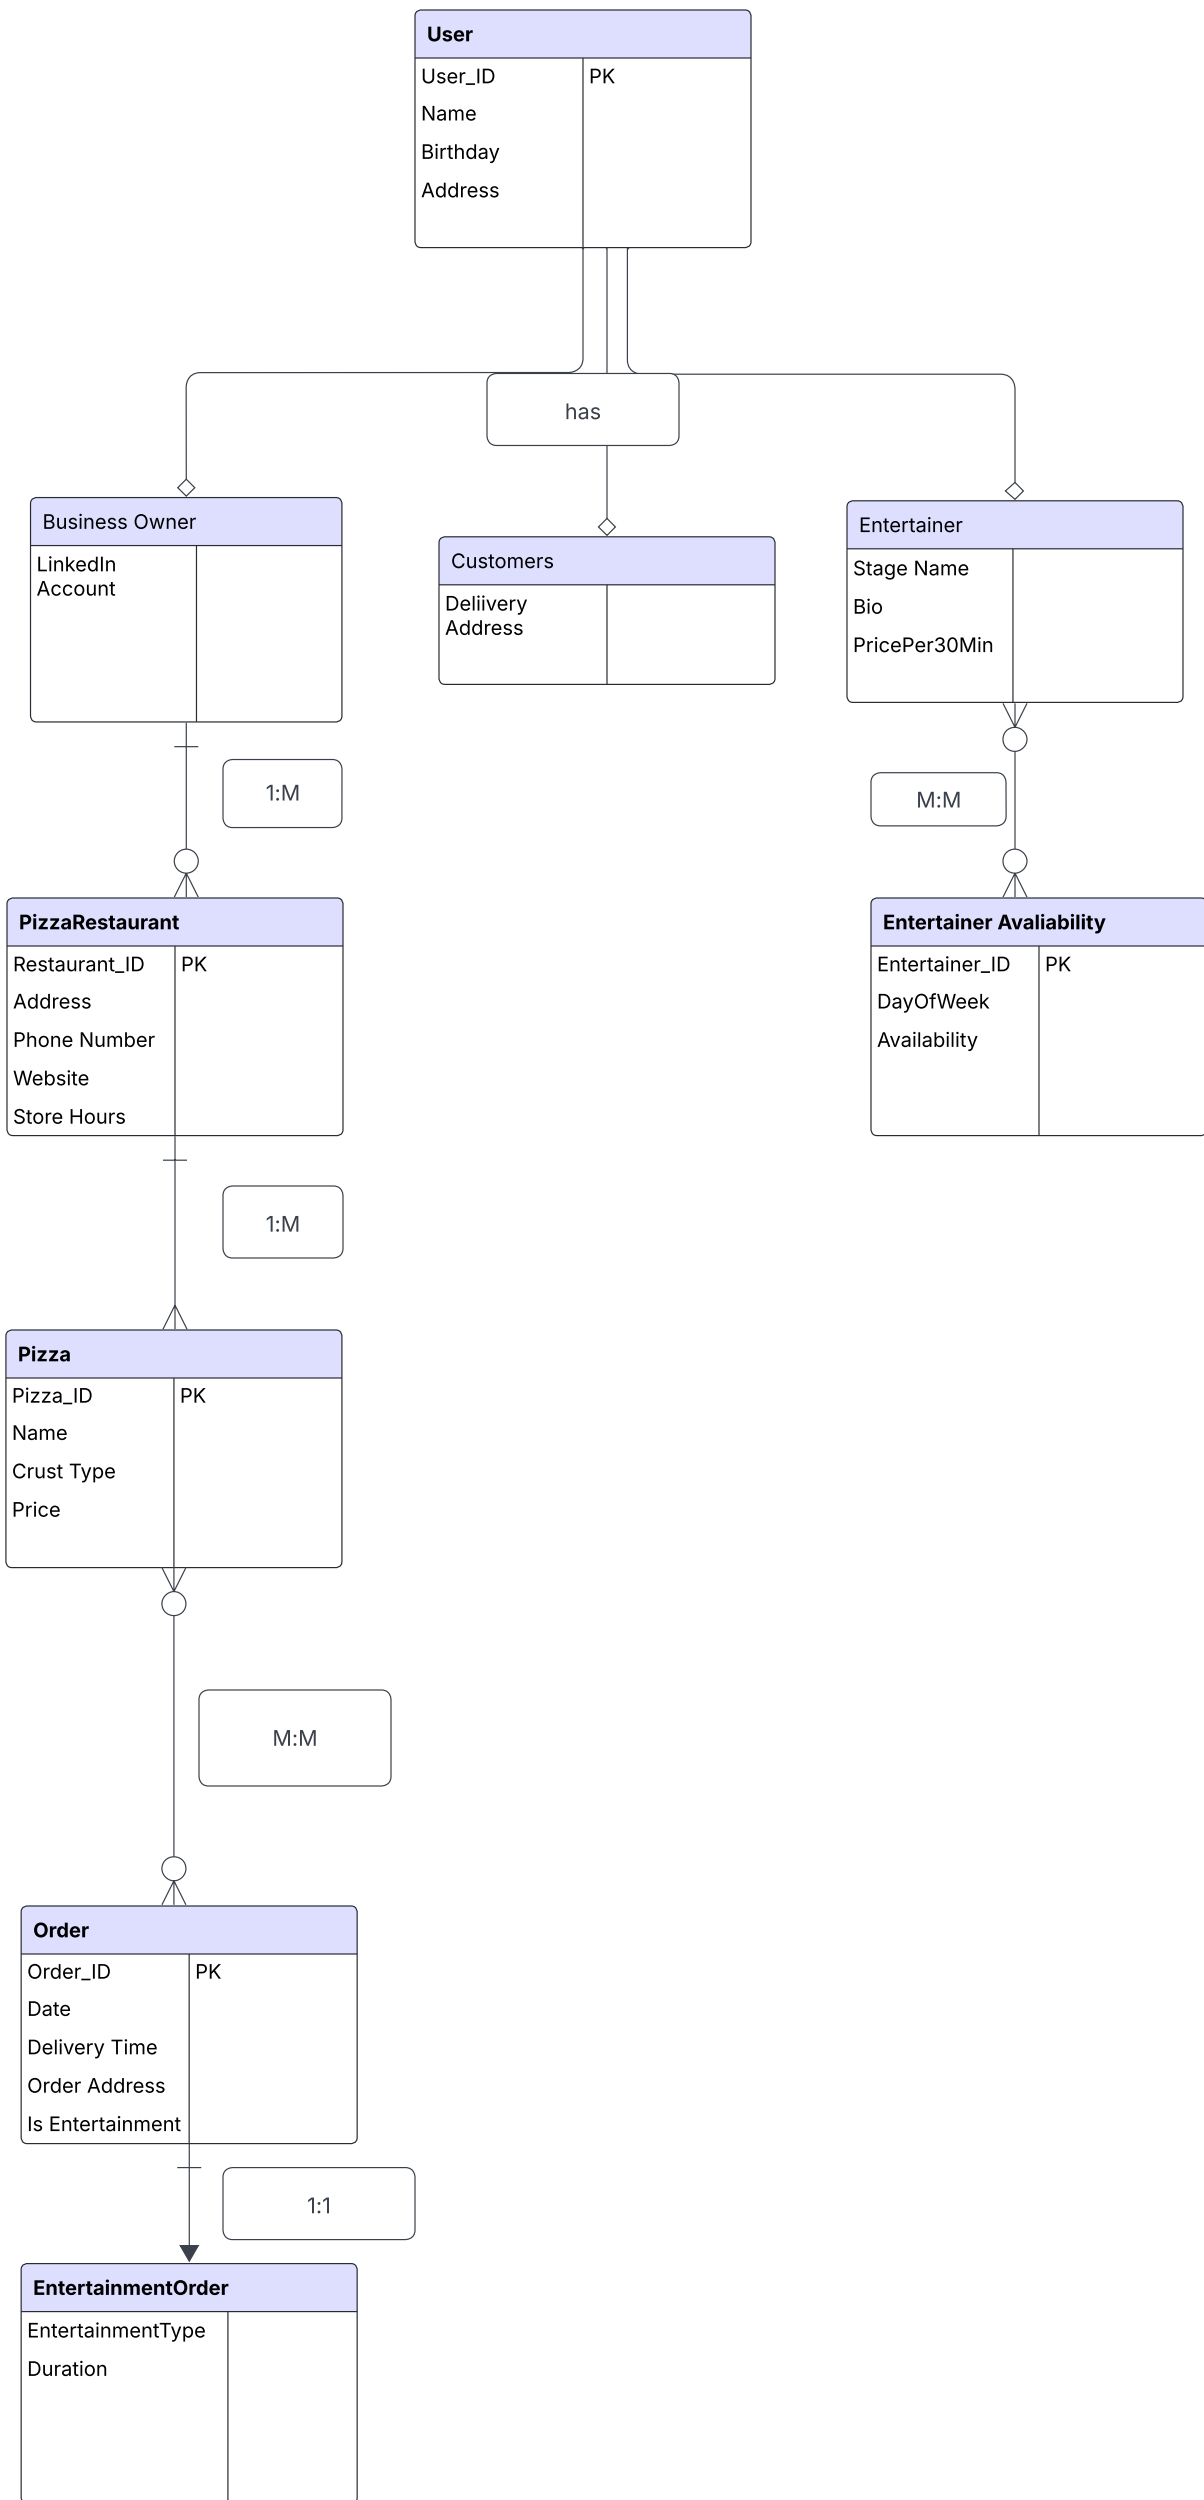 User
User_ID PK
Name
Birthday
Address
has
Business Owner
LinkedIn
Account
Customers
Deliivery
Address
Entertainer
Stage Name
Bio
PricePer30Min
1:M
M:M
PizzaRestaurant
Restaurant_ID PK
Address
Phone Number
Website
Store Hours
Entertainer Avaliability
Entertainer_ID PK
DayOfWeek
Availability
1:M
Pizza
Pizza_ID PK
Name
Crust Type
Price
M:M
Order
Order_ID PK
Date
Delivery Time
Order Address
Is Entertainment
1:1
EntertainmentOrder
EntertainmentType
Duration